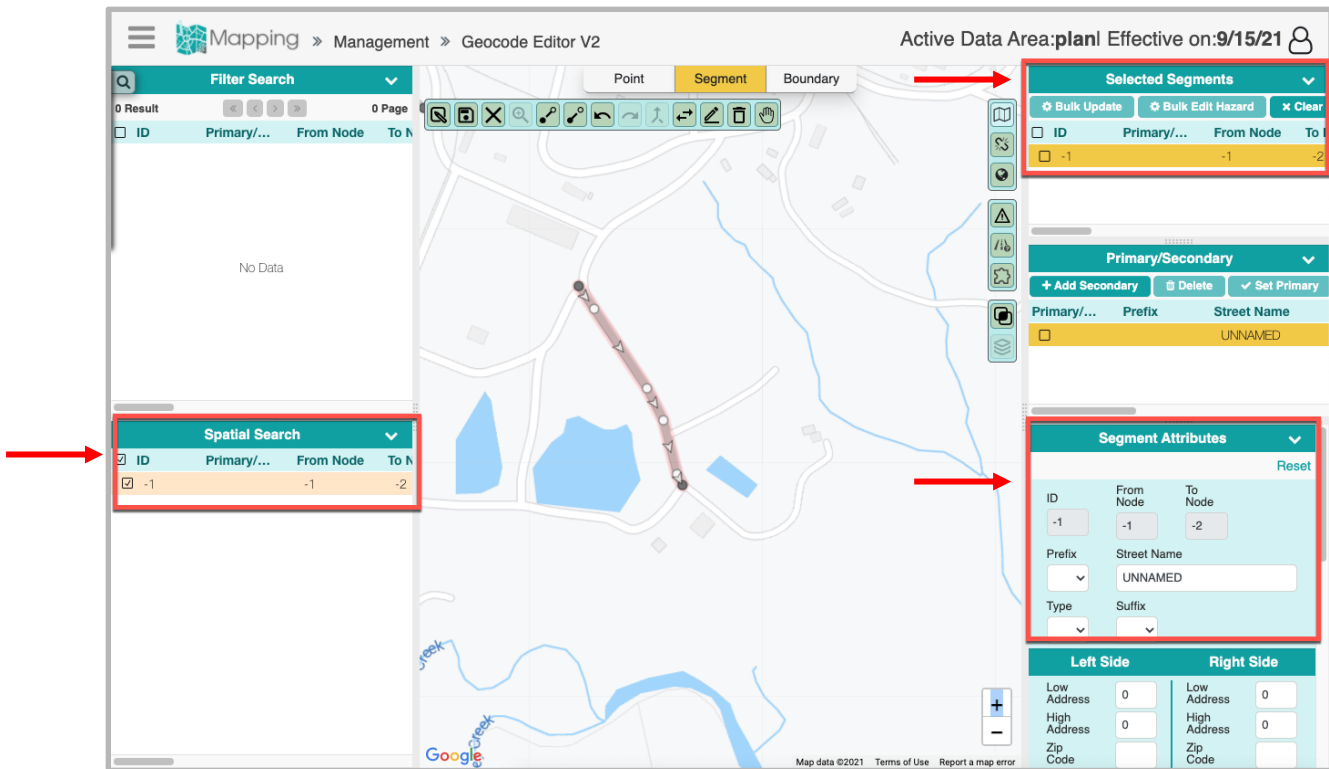 Mapping » Management » Geocode Editor V2
Active Data Area:plan| Effective on:9/15/21
Filter Search
0 Result « < > » 0 Page
ID Primary/... From Node To N
No Data
Spatial Search
ID Primary/... From Node To N
-1 -1 -2
Point Segment Boundary
Creek
Creek
Google
+
−
Map data ©2021 Terms of Use Report a map error
Selected Segments
Bulk Update Bulk Edit Hazard × Clear
ID Primary/... From Node To
-1 -1 -2
Primary/Secondary
+ Add Secondary Delete Set Primary
Primary/... Prefix Street Name
UNNAMED
Segment Attributes
Reset
ID From Node To Node
-1 -1 -2
Prefix Street Name
UNNAMED
Type Suffix
Left Side Right Side
Low Address 0 Low Address 0
High Address 0 High Address 0
Zip Code Zip Code